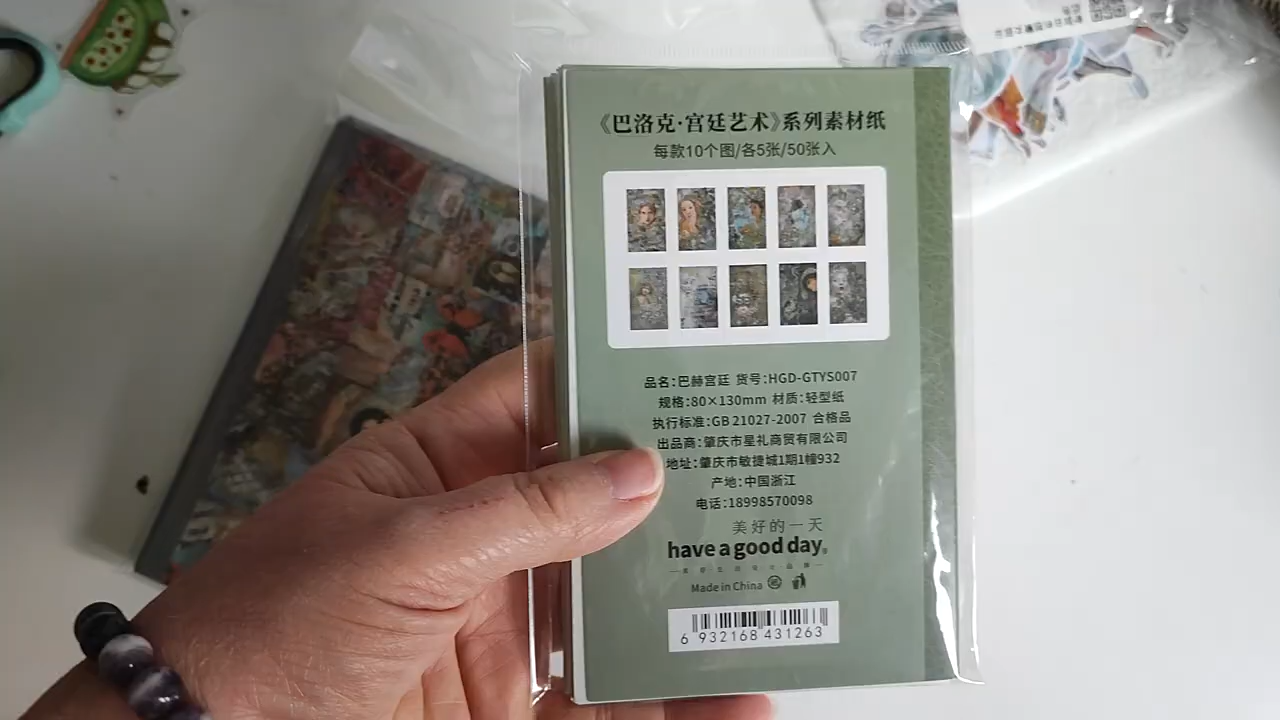 《巴洛克·宫廷艺术》系列素材纸
每款10个图/各5张/50张入
品名:巴赫宫廷 货号:HGD-GTYS007
规格:80×130mm 材质:轻型纸
执行标准:GB 21027-2007 合格品
出品商:肇庆市星礼商贸有限公司
地址:肇庆市敏捷城1期1幢932
产地:中国浙江
电话:18998570098
美好的一天
have a good day
Made in China
6 932168 431263